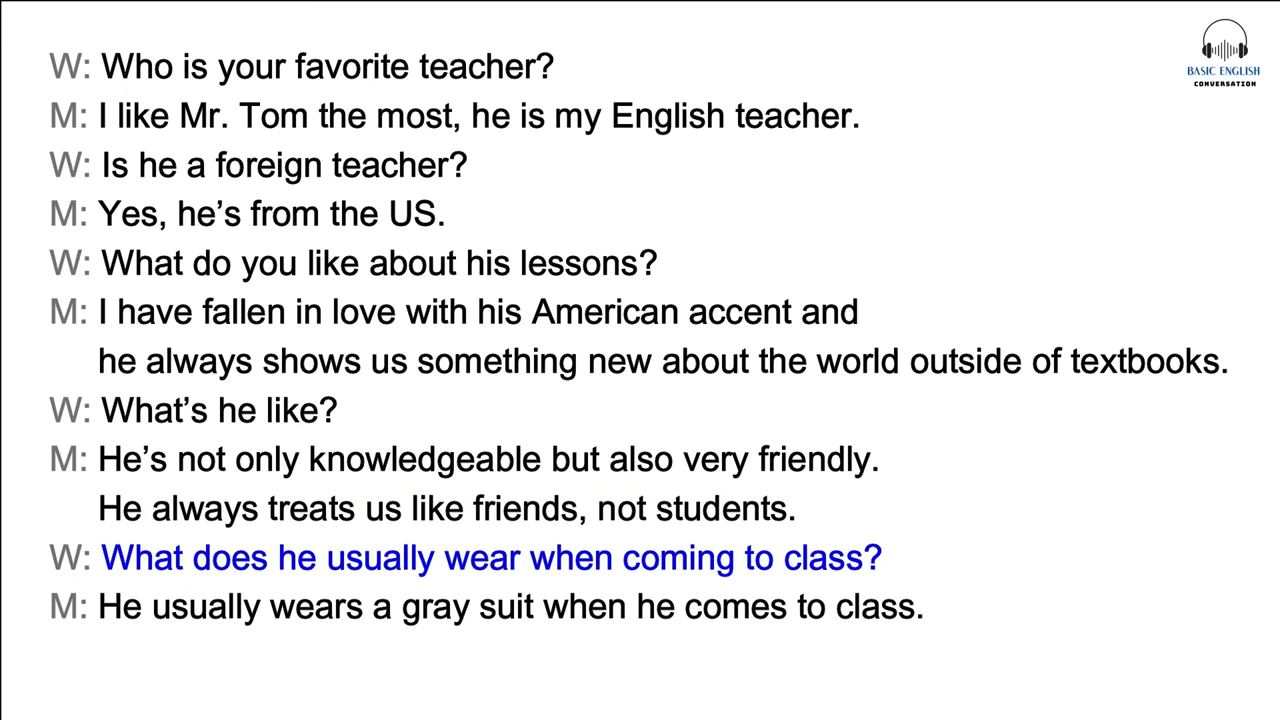 BASIC ENGLISH
CONVERSATION
W: Who is your favorite teacher?
M: I like Mr. Tom the most, he is my English teacher.
W: Is he a foreign teacher?
M: Yes, he’s from the US.
W: What do you like about his lessons?
M: I have fallen in love with his American accent and
he always shows us something new about the world outside of textbooks.
W: What’s he like?
M: He’s not only knowledgeable but also very friendly.
He always treats us like friends, not students.
W: What does he usually wear when coming to class?
M: He usually wears a gray suit when he comes to class.